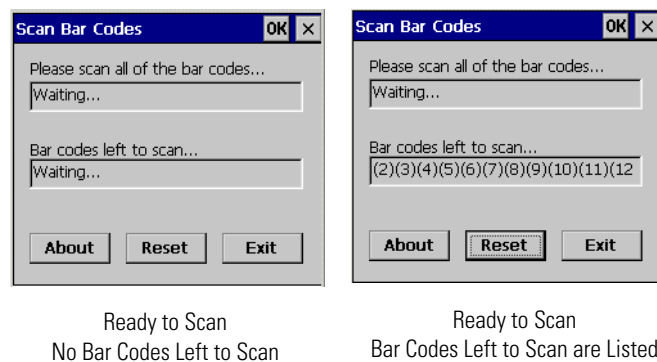 Scan Bar Codes OK ×
Please scan all of the bar codes...
Waiting...
Bar codes left to scan...
Waiting...
About Reset Exit
Ready to Scan
No Bar Codes Left to Scan
Scan Bar Codes OK ×
Please scan all of the bar codes...
Waiting...
Bar codes left to scan...
(2)(3)(4)(5)(6)(7)(8)(9)(10)(11)(12
About Reset Exit
Ready to Scan
Bar Codes Left to Scan are Listed